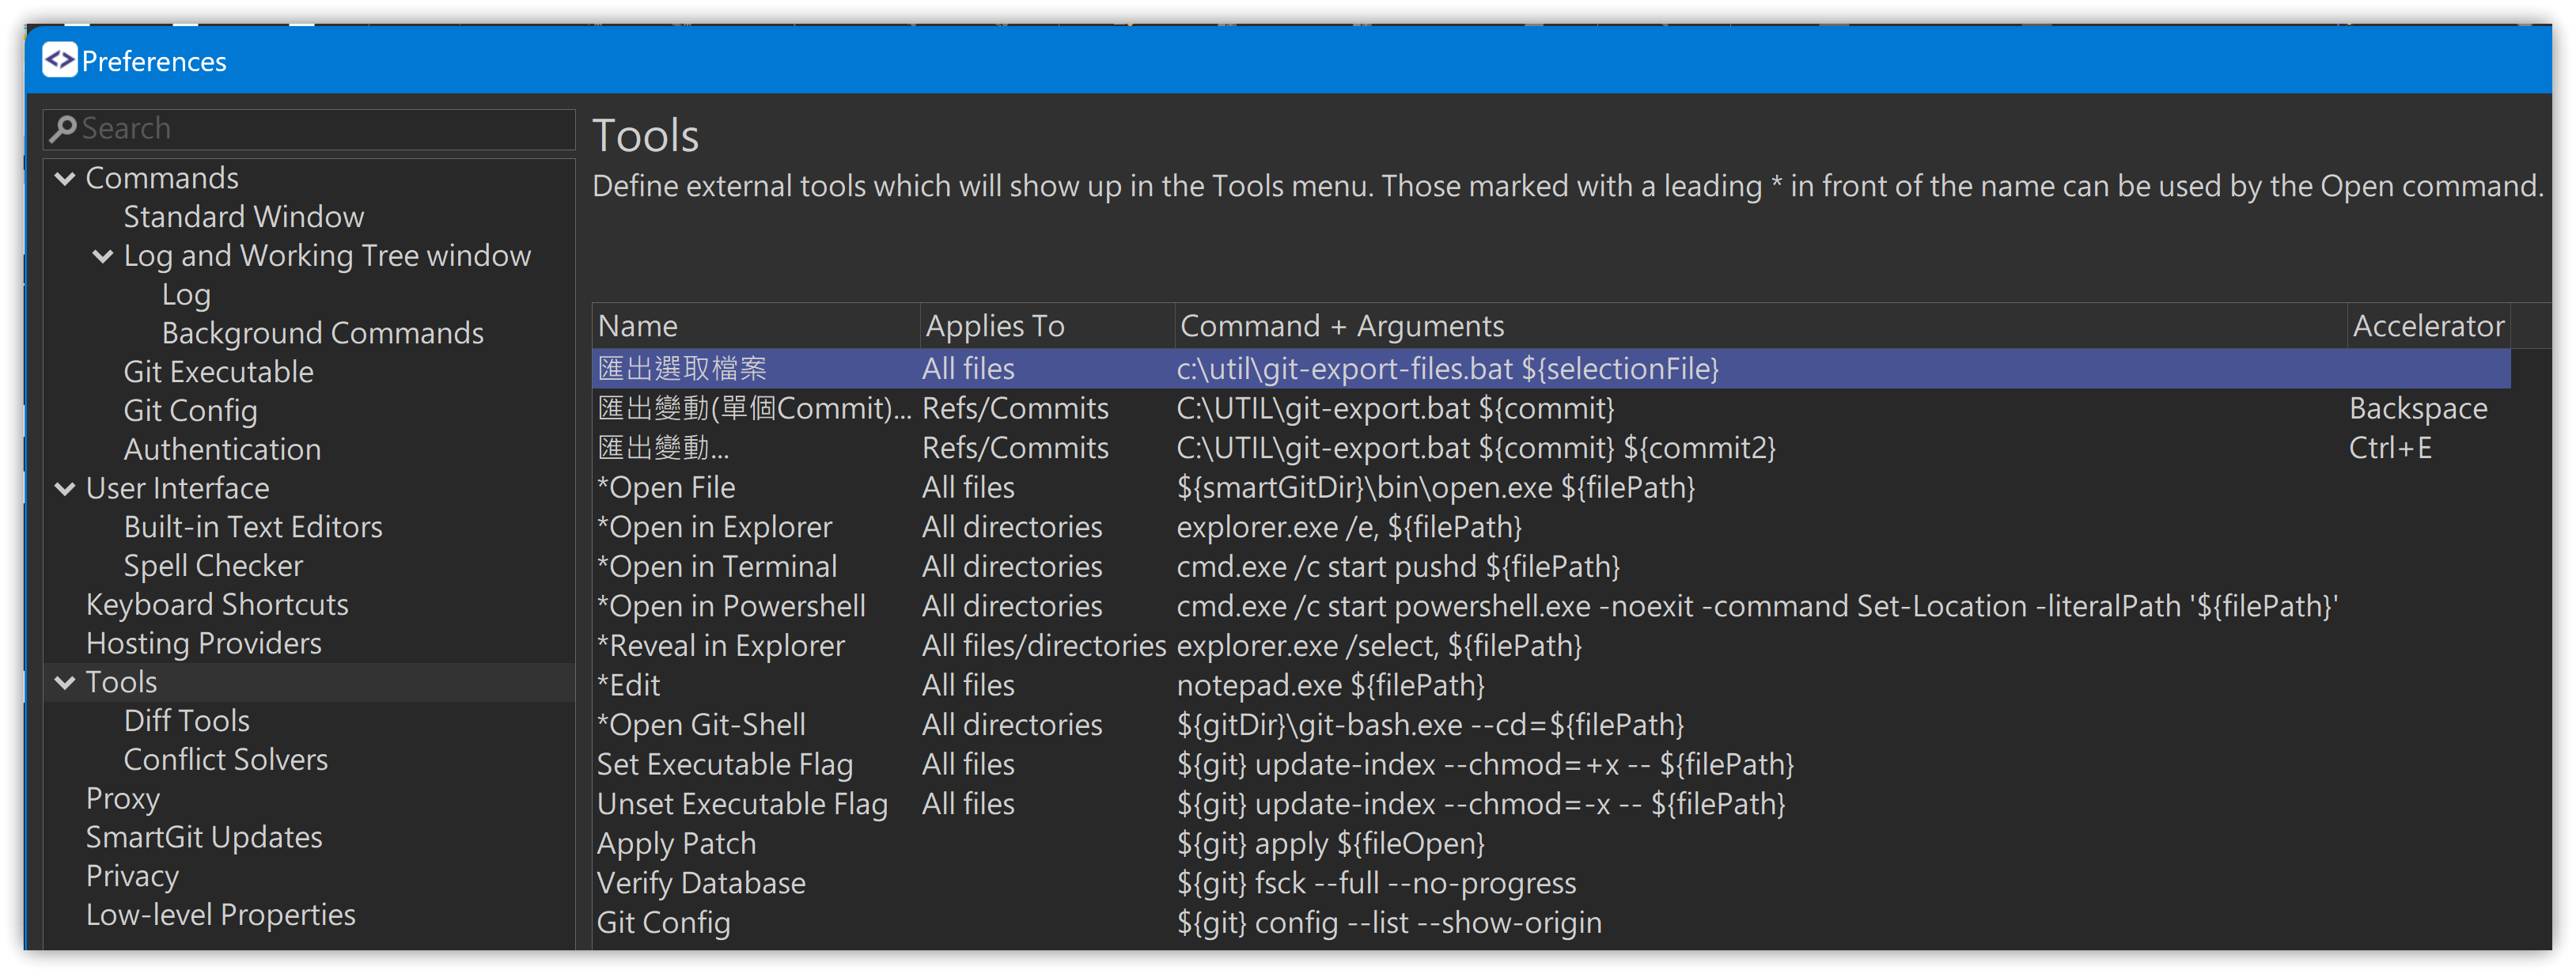 Preferences
Search
Commands
Standard Window
Log and Working Tree window
Log
Background Commands
Git Executable
Git Config
Authentication
User Interface
Built-in Text Editors
Spell Checker
Keyboard Shortcuts
Hosting Providers
Tools
Diff Tools
Conflict Solvers
Proxy
SmartGit Updates
Privacy
Low-level Properties
Tools
Define external tools which will show up in the Tools menu. Those marked with a leading * in front of the name can be used by the Open command.
Name Applies To Command + Arguments Accelerator
匯出選取檔案 All files c:\util\git-export-files.bat ${selectionFile}
匯出變動(單個Commit)... Refs/Commits C:\UTIL\git-export.bat ${commit} Backspace
匯出變動... Refs/Commits C:\UTIL\git-export.bat ${commit} ${commit2} Ctrl+E
*Open File All files ${smartGitDir}\bin\open.exe ${filePath}
*Open in Explorer All directories explorer.exe /e, ${filePath}
*Open in Terminal All directories cmd.exe /c start pushd ${filePath}
*Open in Powershell All directories cmd.exe /c start powershell.exe -noexit -command Set-Location -literalPath '${filePath}'
*Reveal in Explorer All files/directories explorer.exe /select, ${filePath}
*Edit All files notepad.exe ${filePath}
*Open Git-Shell All directories ${gitDir}\git-bash.exe --cd=${filePath}
Set Executable Flag All files ${git} update-index --chmod=+x -- ${filePath}
Unset Executable Flag All files ${git} update-index --chmod=-x -- ${filePath}
Apply Patch ${git} apply ${fileOpen}
Verify Database ${git} fsck --full --no-progress
Git Config ${git} config --list --show-origin